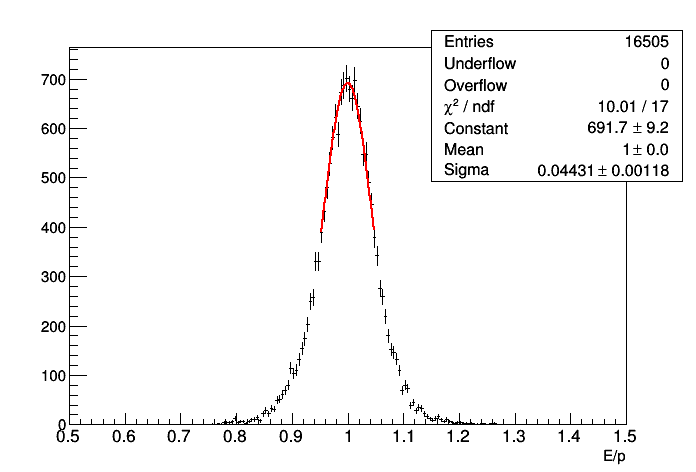 Entries 16505
Underflow 0
Overflow 0
χ² / ndf 10.01 / 17
Constant 691.7 ± 9.2
Mean 1 ± 0.0
Sigma 0.04431 ± 0.00118
700
600
500
400
300
200
100
0
0.5 0.6 0.7 0.8 0.9 1 1.1 1.2 1.3 1.4 1.5
E/p